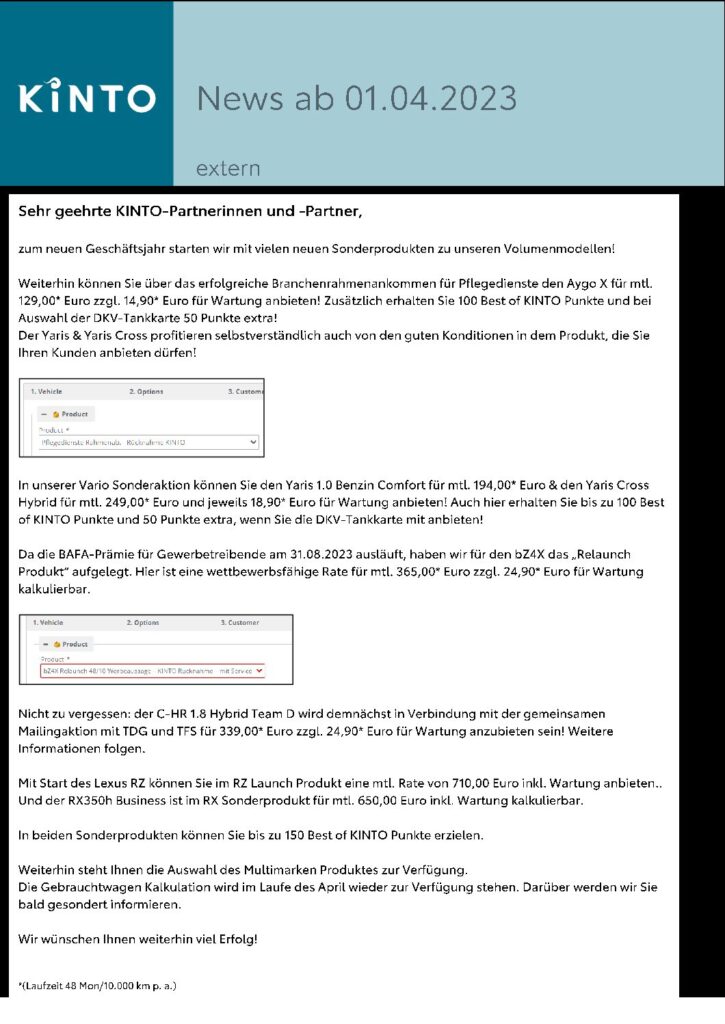 KINTO
News ab 01.04.2023
extern
Sehr geehrte KINTO-Partnerinnen und -Partner,
zum neuen Geschäftsjahr starten wir mit vielen neuen Sonderprodukten zu unseren Volumenmodellen!
Weiterhin können Sie über das erfolgreiche Branchenrahmenankommen für Pflegedienste den Aygo X für mtl.
129,00* Euro zzgl. 14,90* Euro für Wartung anbieten! Zusätzlich erhalten Sie 100 Best of KINTO Punkte und bei
Auswahl der DKV-Tankkarte 50 Punkte extra!
Der Yaris & Yaris Cross profitieren selbstverständlich auch von den guten Konditionen in dem Produkt, die Sie
Ihren Kunden anbieten dürfen!
1. Vehicle 2. Options 3. Custome
Product
Product *
Pflegedienste Rahmenab. - Rücknahme KINTO
In unserer Vario Sonderaktion können Sie den Yaris 1.0 Benzin Comfort für mtl. 194,00* Euro & den Yaris Cross
Hybrid für mtl. 249,00* Euro und jeweils 18,90* Euro für Wartung anbieten! Auch hier erhalten Sie bis zu 100 Best
of KINTO Punkte und 50 Punkte extra, wenn Sie die DKV-Tankkarte mit anbieten!
Da die BAFA-Prämie für Gewerbetreibende am 31.08.2023 ausläuft, haben wir für den bZ4X das „Relaunch
Produkt" aufgelegt. Hier ist eine wettbewerbsfähige Rate für mtl. 365,00* Euro zzgl. 24,90* Euro für Wartung
kalkulierbar.
1. Vehicle 2. Options 3. Customer
Product
Product *
bZ4X Relaunch 48/10 Werbeaussage - KINTO Rücknahme - mit Service
Nicht zu vergessen: der C-HR 1.8 Hybrid Team D wird demnächst in Verbindung mit der gemeinsamen
Mailingaktion mit TDG und TFS für 339,00* Euro zzgl. 24,90* Euro für Wartung anzubieten sein! Weitere
Informationen folgen.
Mit Start des Lexus RZ können Sie im RZ Launch Produkt eine mtl. Rate von 710,00 Euro inkl. Wartung anbieten..
Und der RX350h Business ist im RX Sonderprodukt für mtl. 650,00 Euro inkl. Wartung kalkulierbar.
In beiden Sonderprodukten können Sie bis zu 150 Best of KINTO Punkte erzielen.
Weiterhin steht Ihnen die Auswahl des Multimarken Produktes zur Verfügung.
Die Gebrauchtwagen Kalkulation wird im Laufe des April wieder zur Verfügung stehen. Darüber werden wir Sie
bald gesondert informieren.
Wir wünschen Ihnen weiterhin viel Erfolg!
*(Laufzeit 48 Mon/10.000 km p. a.)